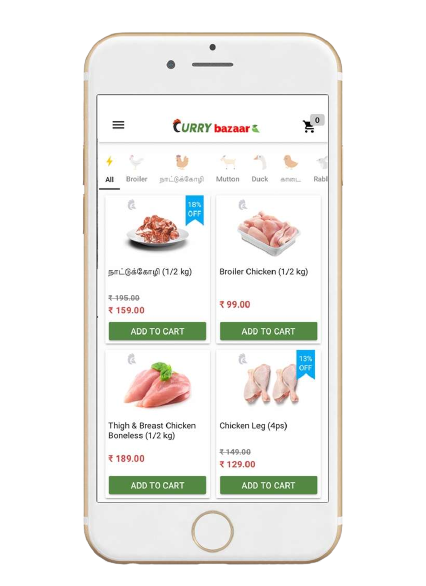 CURRY bazaar
0
All Broiler நாட்டுக்கோழி Mutton Duck காடை Rabl
18%
OFF
நாட்டுக்கோழி (1/2 kg)
₹ 195.00
₹ 159.00
ADD TO CART
Broiler Chicken (1/2 kg)
₹ 99.00
ADD TO CART
Thigh & Breast Chicken
Boneless (1/2 kg)
₹ 189.00
ADD TO CART
13%
OFF
Chicken Leg (4ps)
₹ 149.00
₹ 129.00
ADD TO CART